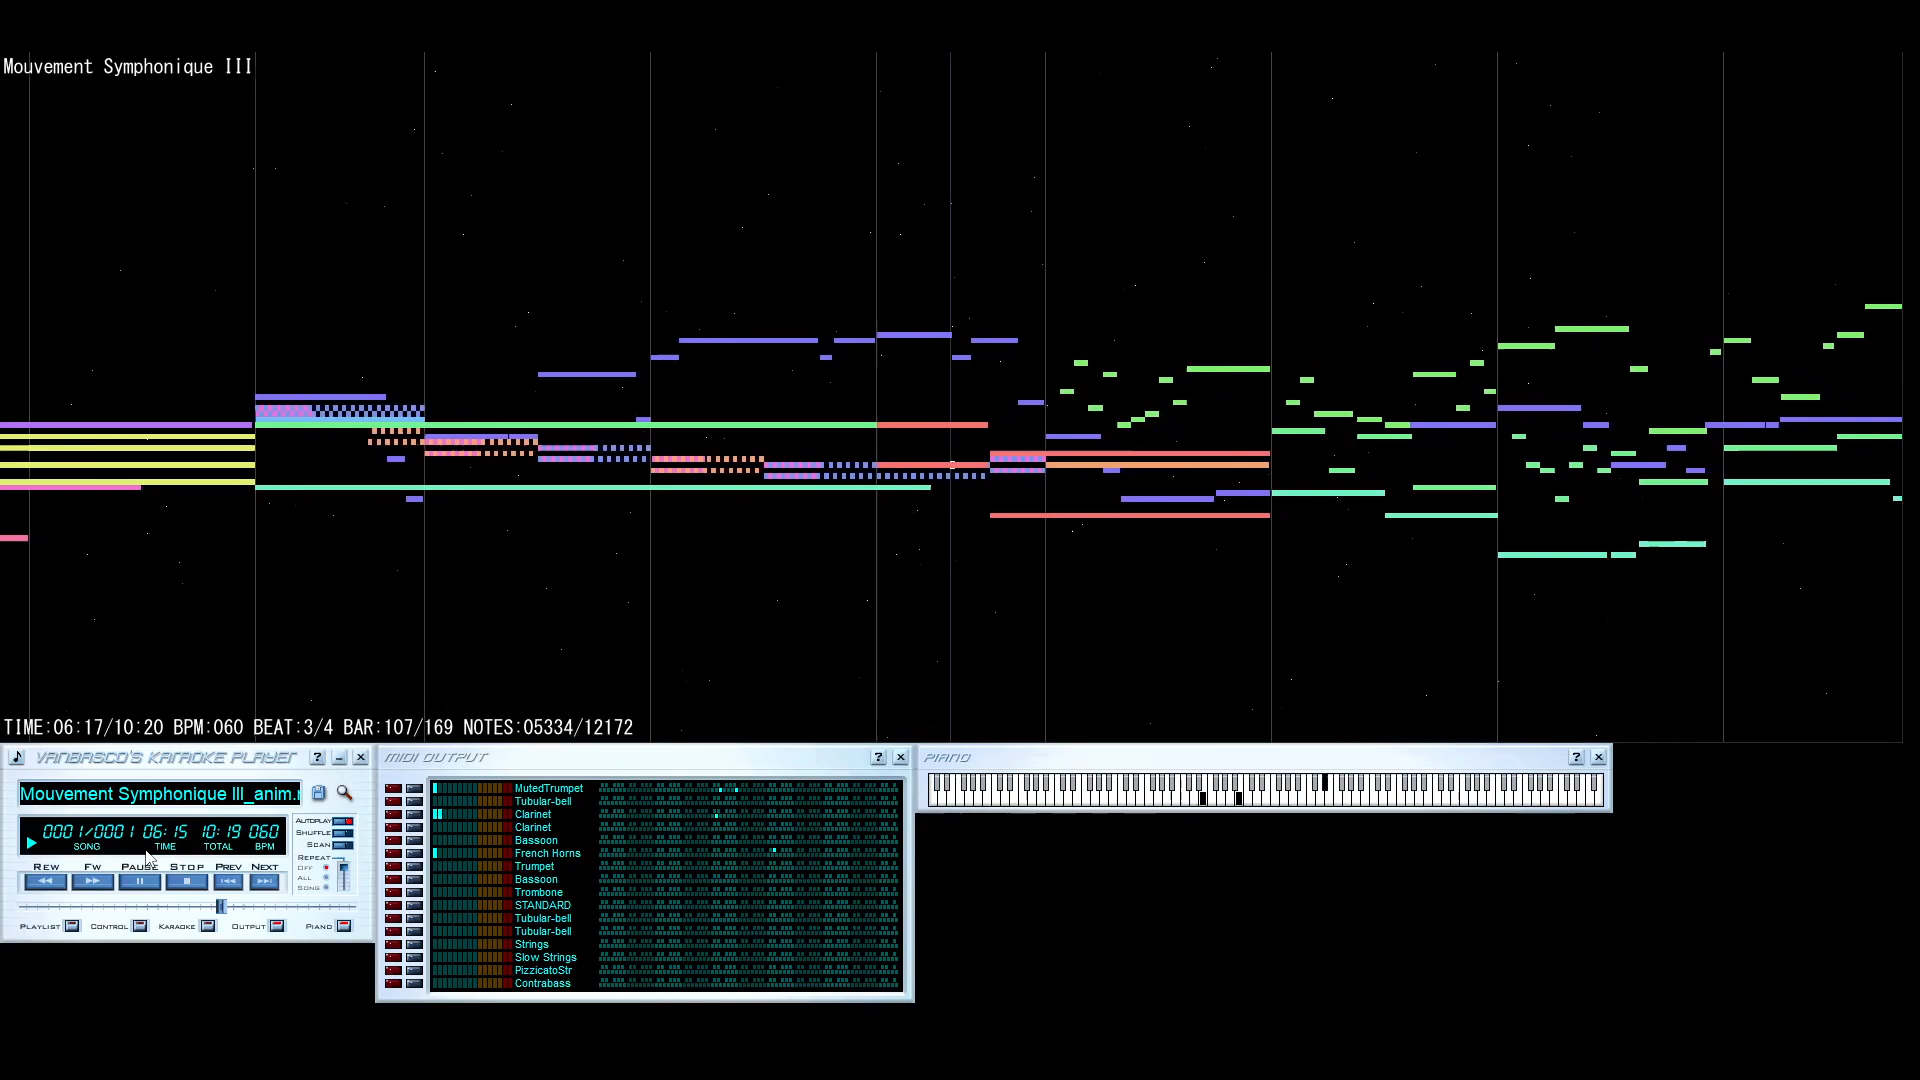 Mouvement Symphonique III
TIME:06:17/10:20 BPM:060 BEAT:3/4 BAR:107/169 NOTES:05334/12172
VANBASCO'S KARAOKE PLAYER
?
Mouvement Symphonique III_anim.
0001/0001 06:15 10:19 060
SONG TIME TOTAL BPM
AUTOPLAY
SHUFFLE
SCAN
REPEAT
OFF
ALL
SONG
REW FW PAUSE STOP PREV NEXT
PLAYLIST CONTROL KARAOKE OUTPUT PIANO
MIDI OUTPUT
?
MutedTrumpet
Tubular-bell
Clarinet
Clarinet
Bassoon
French Horns
Trumpet
Bassoon
Trombone
STANDARD
Tubular-bell
Tubular-bell
Strings
Slow Strings
PizzicatoStr
Contrabass
PIANO
?